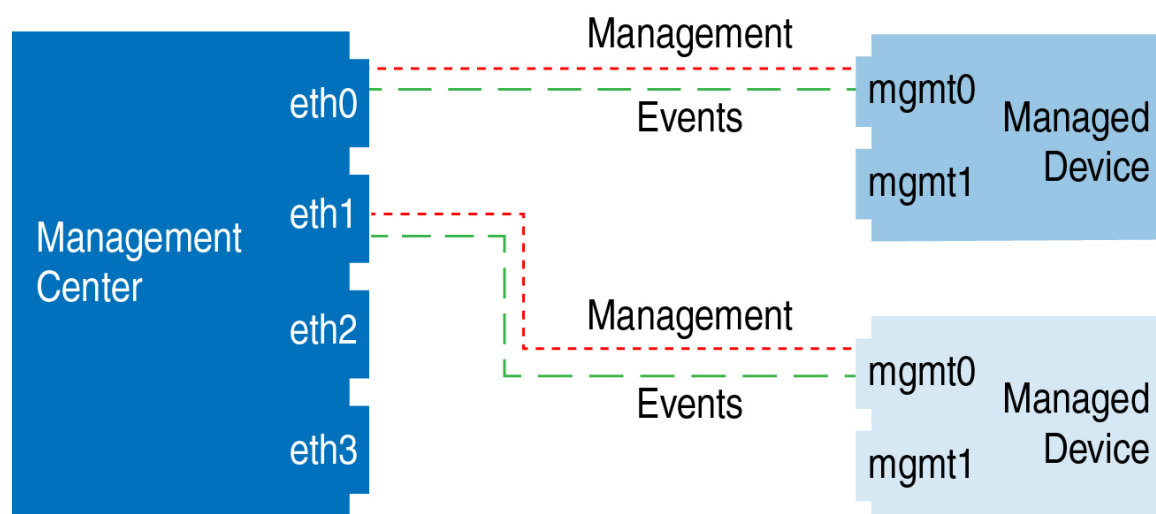 Management
eth0
mgmt0
Events
Managed
Device
mgmt1
eth1
Management
Center
Management
eth2
mgmt0
Events
Managed
Device
eth3
mgmt1